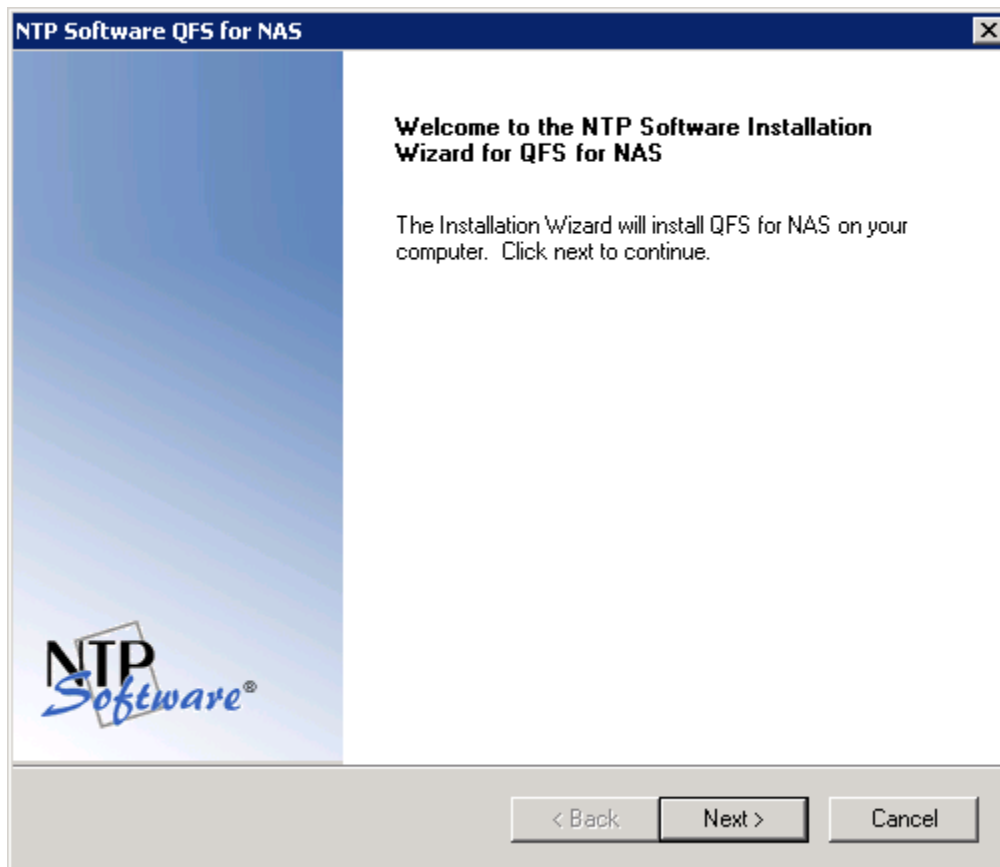 NTP Software QFS for NAS
Welcome to the NTP Software Installation
Wizard for QFS for NAS
The Installation Wizard will install QFS for NAS on your
computer.  Click next to continue.
NTP
Software®
< Back
Next >
Cancel